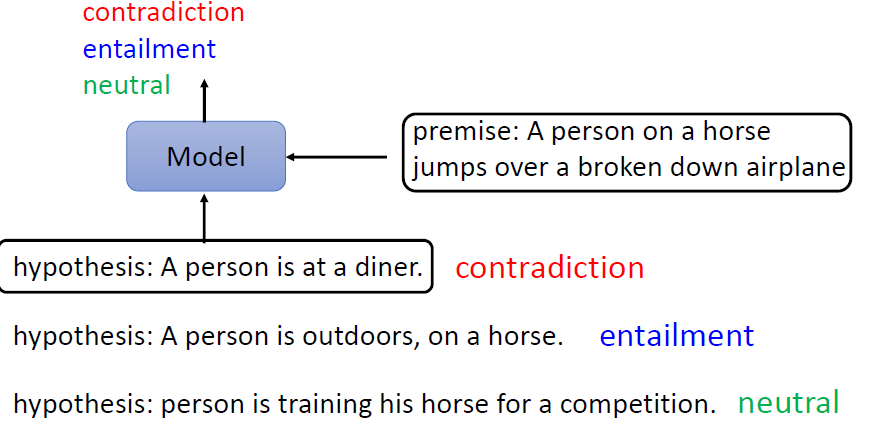 contradiction
entailment
neutral
Model
premise: A person on a horse
jumps over a broken down airplane
hypothesis: A person is at a diner. contradiction
hypothesis: A person is outdoors, on a horse. entailment
hypothesis: person is training his horse for a competition. neutral